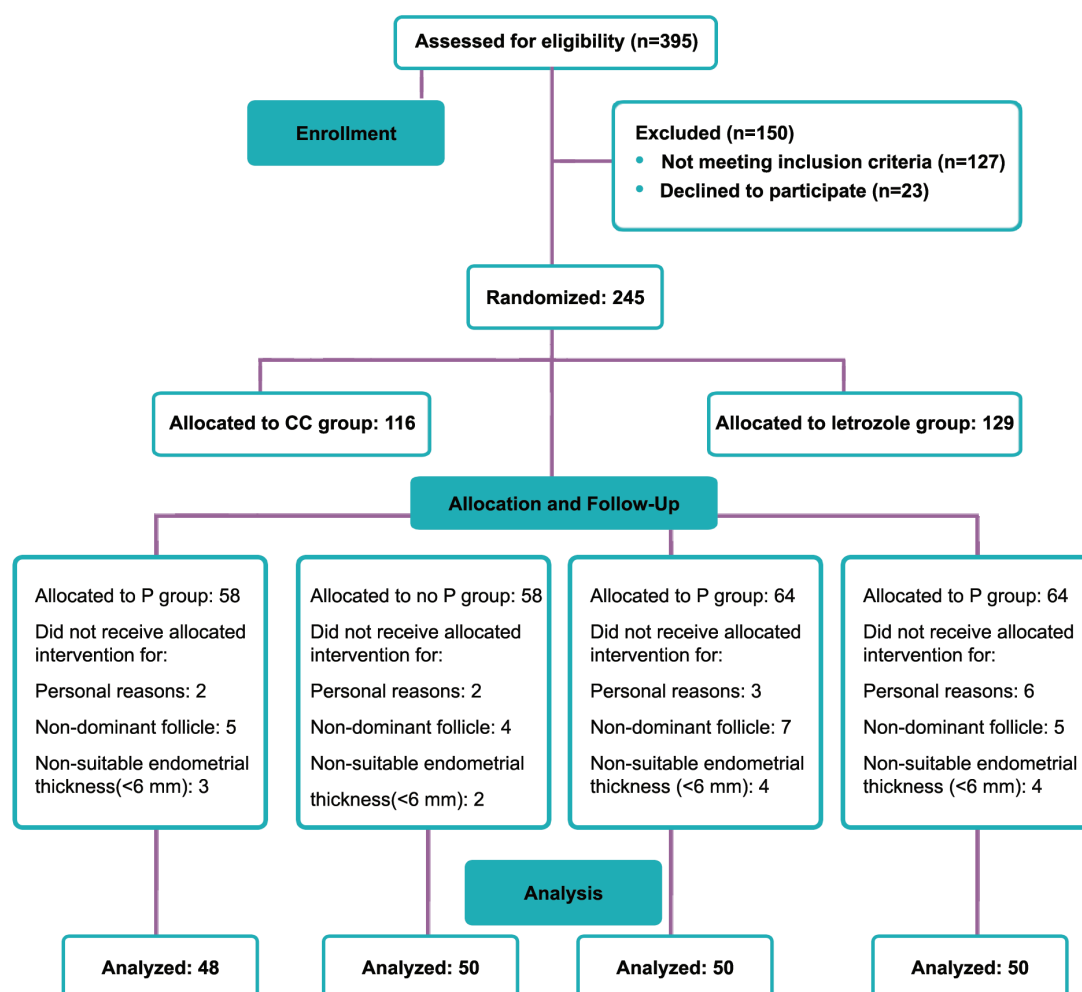 Assessed for eligibility (n=395)
Enrollment
Excluded (n=150)
• Not meeting inclusion criteria (n=127)
• Declined to participate (n=23)
Randomized: 245
Allocated to CC group: 116
Allocated to letrozole group: 129
Allocation and Follow-Up
Allocated to P group: 58
Did not receive allocated
intervention for:
Personal reasons: 2
Non-dominant follicle: 5
Non-suitable endometrial
thickness(<6 mm): 3
Allocated to no P group: 58
Did not receive allocated
intervention for:
Personal reasons: 2
Non-dominant follicle: 4
Non-suitable endometrial
thickness(<6 mm): 2
Allocated to P group: 64
Did not receive allocated
intervention for:
Personal reasons: 3
Non-dominant follicle: 7
Non-suitable endometrial
thickness (<6 mm): 4
Allocated to P group: 64
Did not receive allocated
intervention for:
Personal reasons: 6
Non-dominant follicle: 5
Non-suitable endometrial
thickness (<6 mm): 4
Analysis
Analyzed: 48
Analyzed: 50
Analyzed: 50
Analyzed: 50